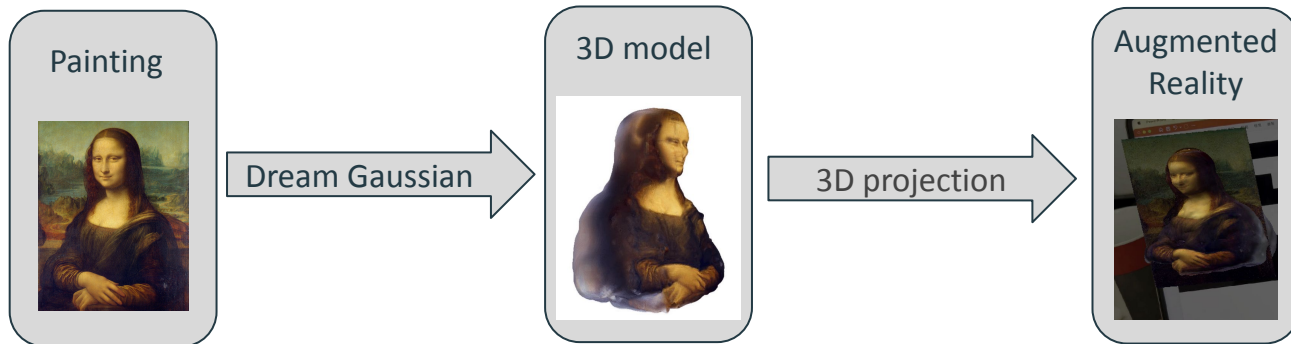 Painting
Dream Gaussian
3D model
3D projection
Augmented
Reality